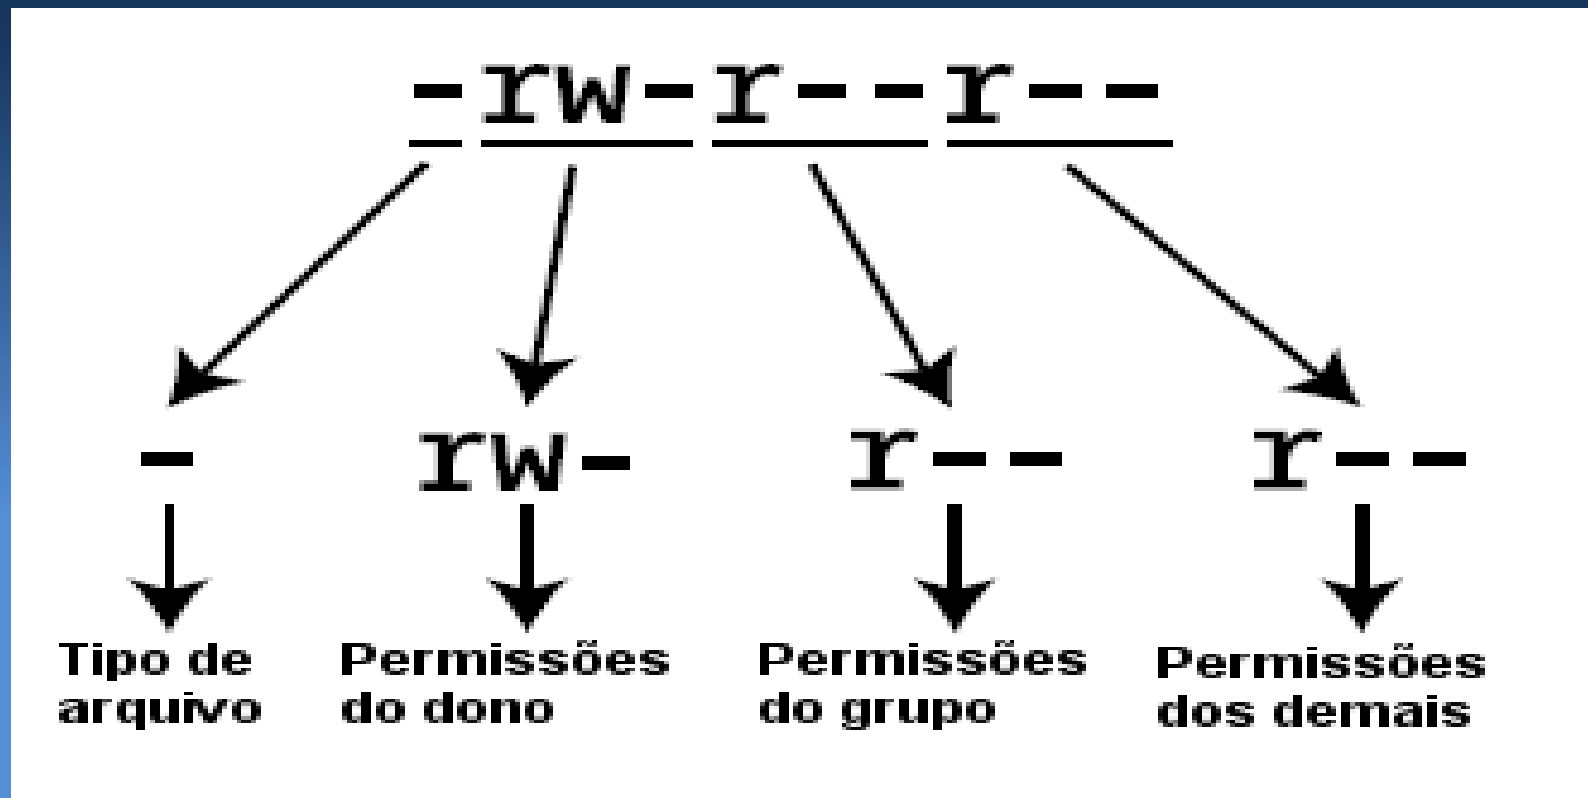 -rw-r--r--
- rw- r-- r--
Tipo de arquivo
Permissões do dono
Permissões do grupo
Permissões dos demais